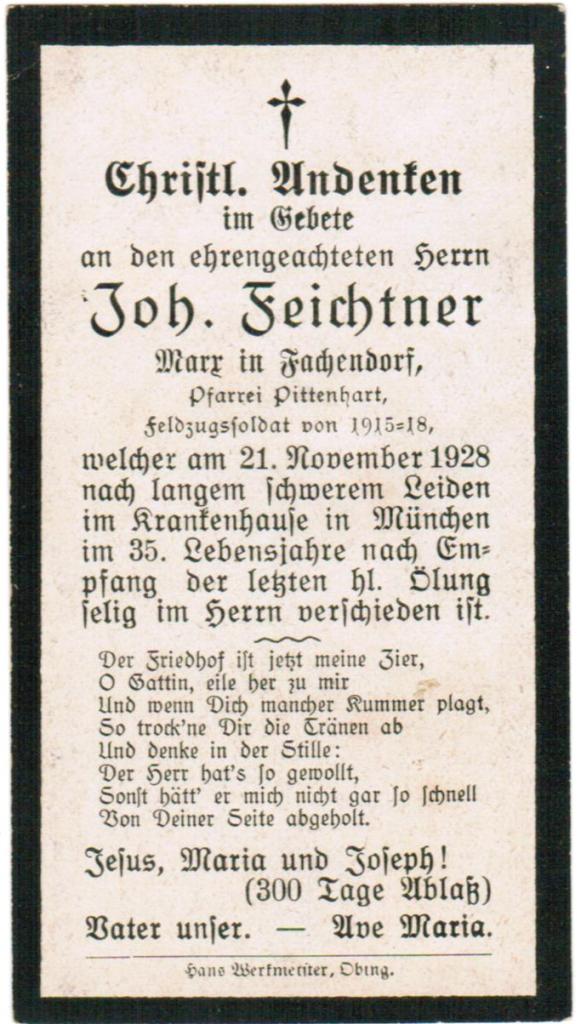 Christl. Andenken
im Gebete
an den ehrengeachteten Herrn
Joh. Feichtner
Marx in Fachendorf,
Pfarrei Pittenhart,
Feldzugssoldat von 1915=18,
welcher am 21. November 1928
nach langem schwerem Leiden
im Krankenhause in München
im 35. Lebensjahre nach Em=
pfang der letzten hl. Ölung
selig im Herrn verschieden ist.
Der Friedhof ist jetzt meine Zier,
O Gattin, eile her zu mir
Und wenn Dich mancher Kummer plagt,
So trock'ne Dir die Tränen ab
Und denke in der Stille:
Der Herr hat's so gewollt,
Sonst hätt' er mich nicht gar so schnell
Von Deiner Seite abgeholt.
Jesus, Maria und Joseph!
(300 Tage Ablaß)
Vater unser. — Ave Maria.
Hans Werkmeister, Obing.